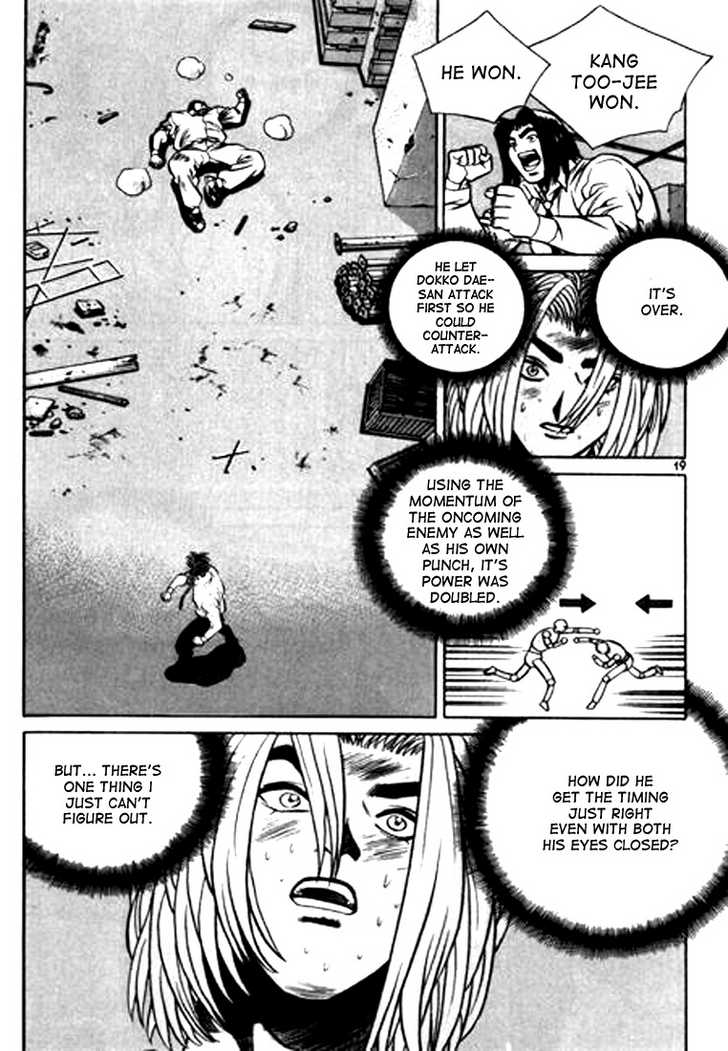 HE WON.
KANG
TOO-JEE
WON.
HE LET
DOKKO DAE-
SAN ATTACK
FIRST SO HE
COULD
COUNTER-
ATTACK.
IT'S
OVER.
19
USING THE
MOMENTUM OF
THE ONCOMING
ENEMY AS WELL
AS HIS OWN
PUNCH, IT'S
POWER WAS
DOUBLED.
BUT... THERE'S
ONE THING I
JUST CAN'T
FIGURE OUT.
HOW DID HE
GET THE TIMING
JUST RIGHT
EVEN WITH BOTH
HIS EYES CLOSED?